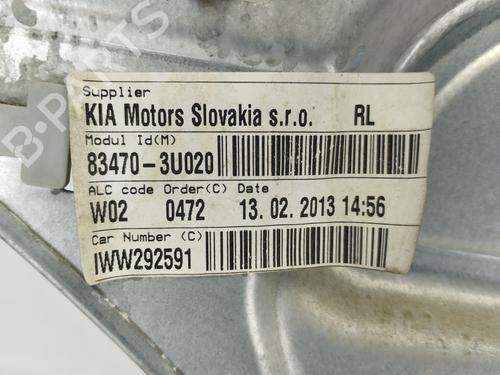 Supplier
KIA Motors Slovakia s.r.o. RL
Modul Id(M)
83470-3U020
ALC code Order(C) Date
W02 0472 13. 02. 2013 14:56
Car Number (C)
IWW292591